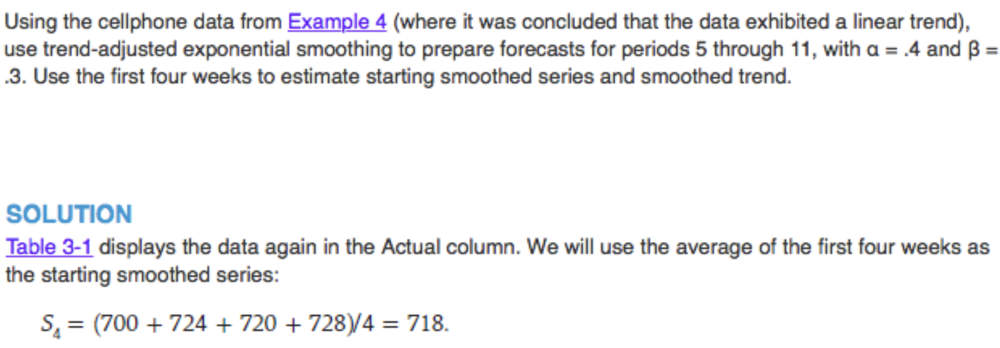 Using the cellphone data from Example 4 (where it was concluded that the data exhibited a linear trend),
use trend-adjusted exponential smoothing to prepare forecasts for periods 5 through 11, with α = .4 and β =
.3. Use the first four weeks to estimate starting smoothed series and smoothed trend.
SOLUTION
Table 3-1 displays the data again in the Actual column. We will use the average of the first four weeks as
the starting smoothed series:
S₄ = (700 + 724 + 720 + 728)/4 = 718.